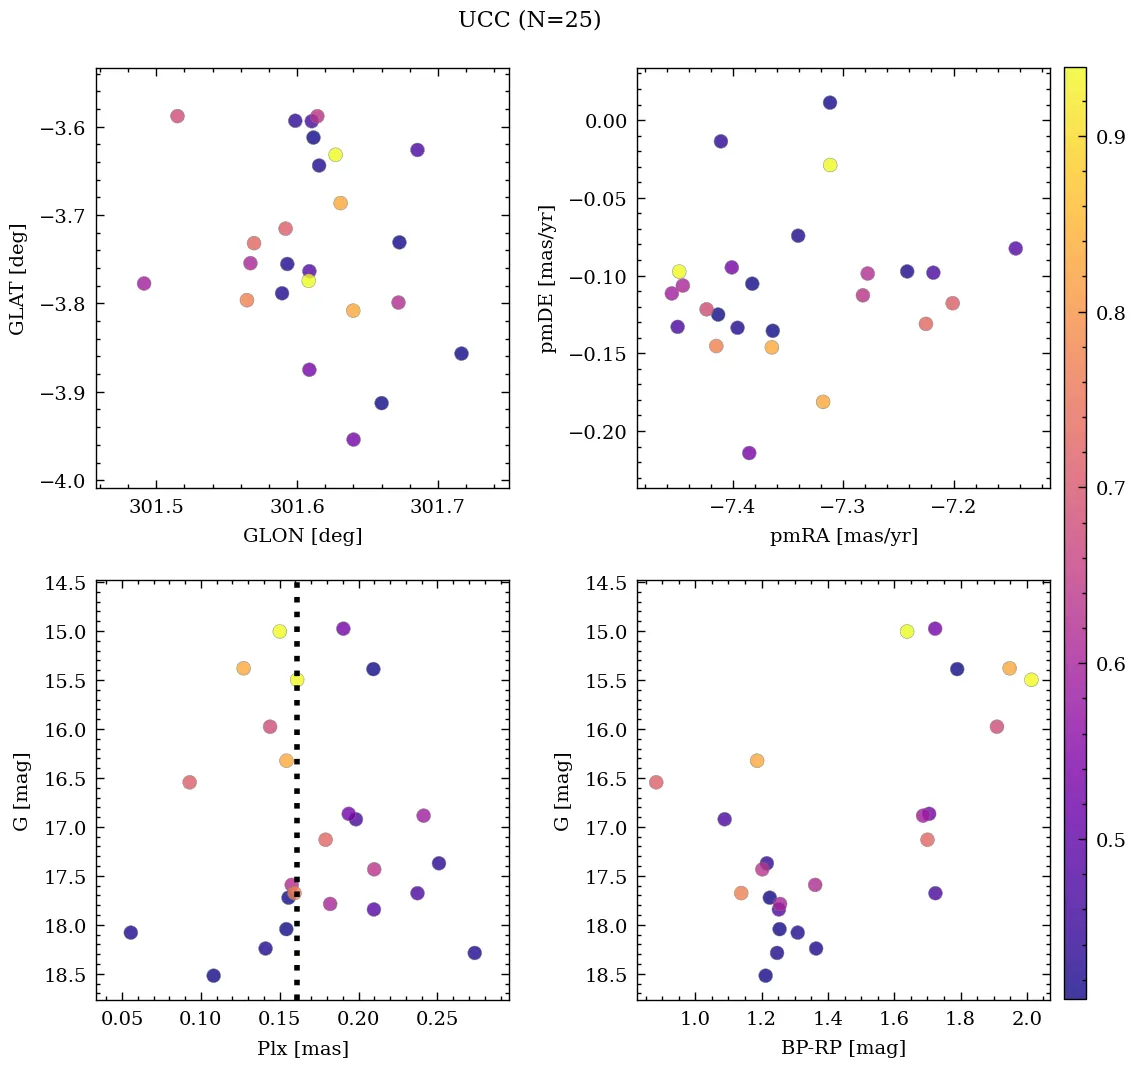 UCC (N=25)
−3.6
−3.7
−3.8
−3.9
−4.0
GLAT [deg]
301.5 301.6 301.7
GLON [deg]
0.00
−0.05
−0.10
−0.15
−0.20
pmDE [mas/yr]
−7.4 −7.3 −7.2
pmRA [mas/yr]
14.5
15.0
15.5
16.0
16.5
17.0
17.5
18.0
18.5
G [mag]
0.05 0.10 0.15 0.20 0.25
Plx [mas]
14.5
15.0
15.5
16.0
16.5
17.0
17.5
18.0
18.5
G [mag]
1.0 1.2 1.4 1.6 1.8 2.0
BP-RP [mag]
0.9
0.8
0.7
0.6
0.5